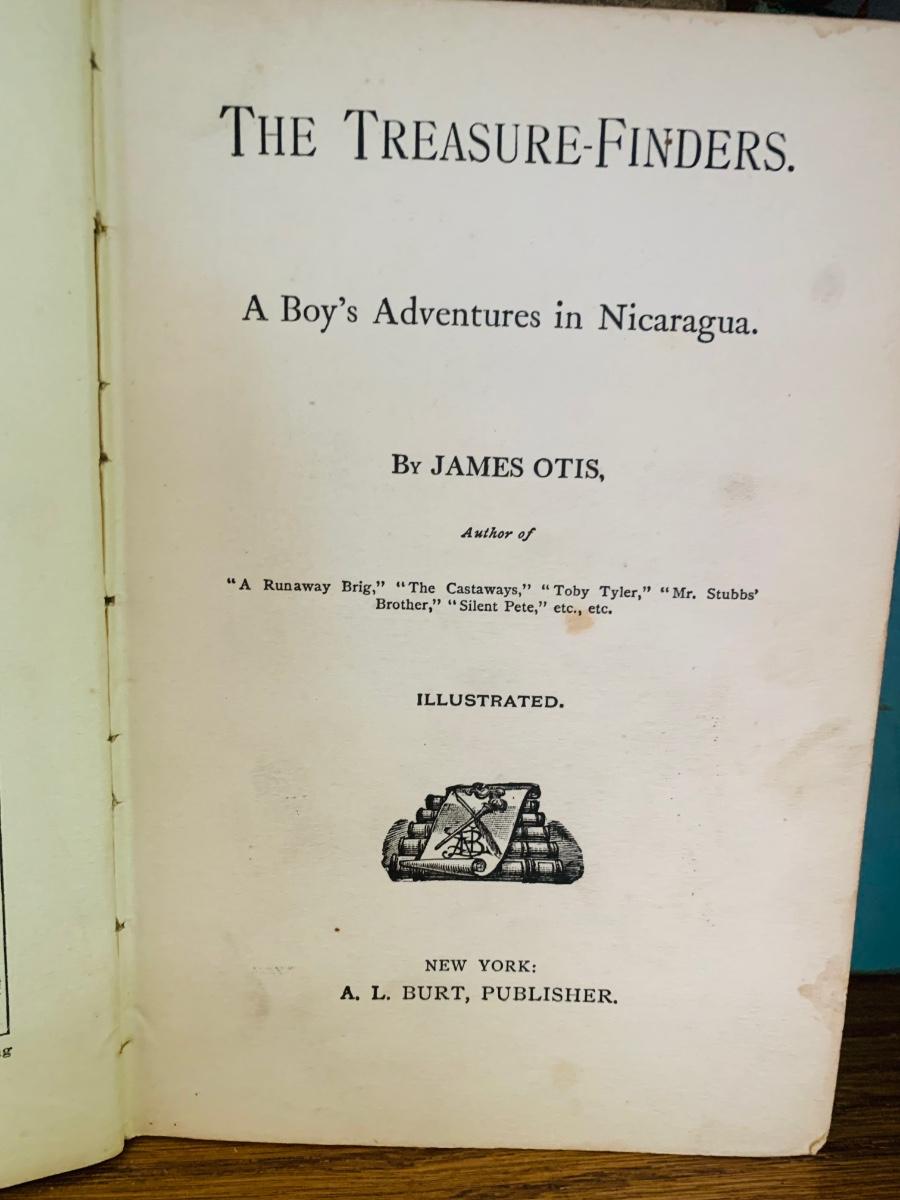 THE TREASURE-FINDERS.
A Boy's Adventures in Nicaragua.
BY JAMES OTIS,
Author of
"A Runaway Brig," "The Castaways," "Toby Tyler," "Mr. Stubbs'
Brother," "Silent Pete," etc., etc.
ILLUSTRATED.
NEW YORK:
A. L. BURT, PUBLISHER.